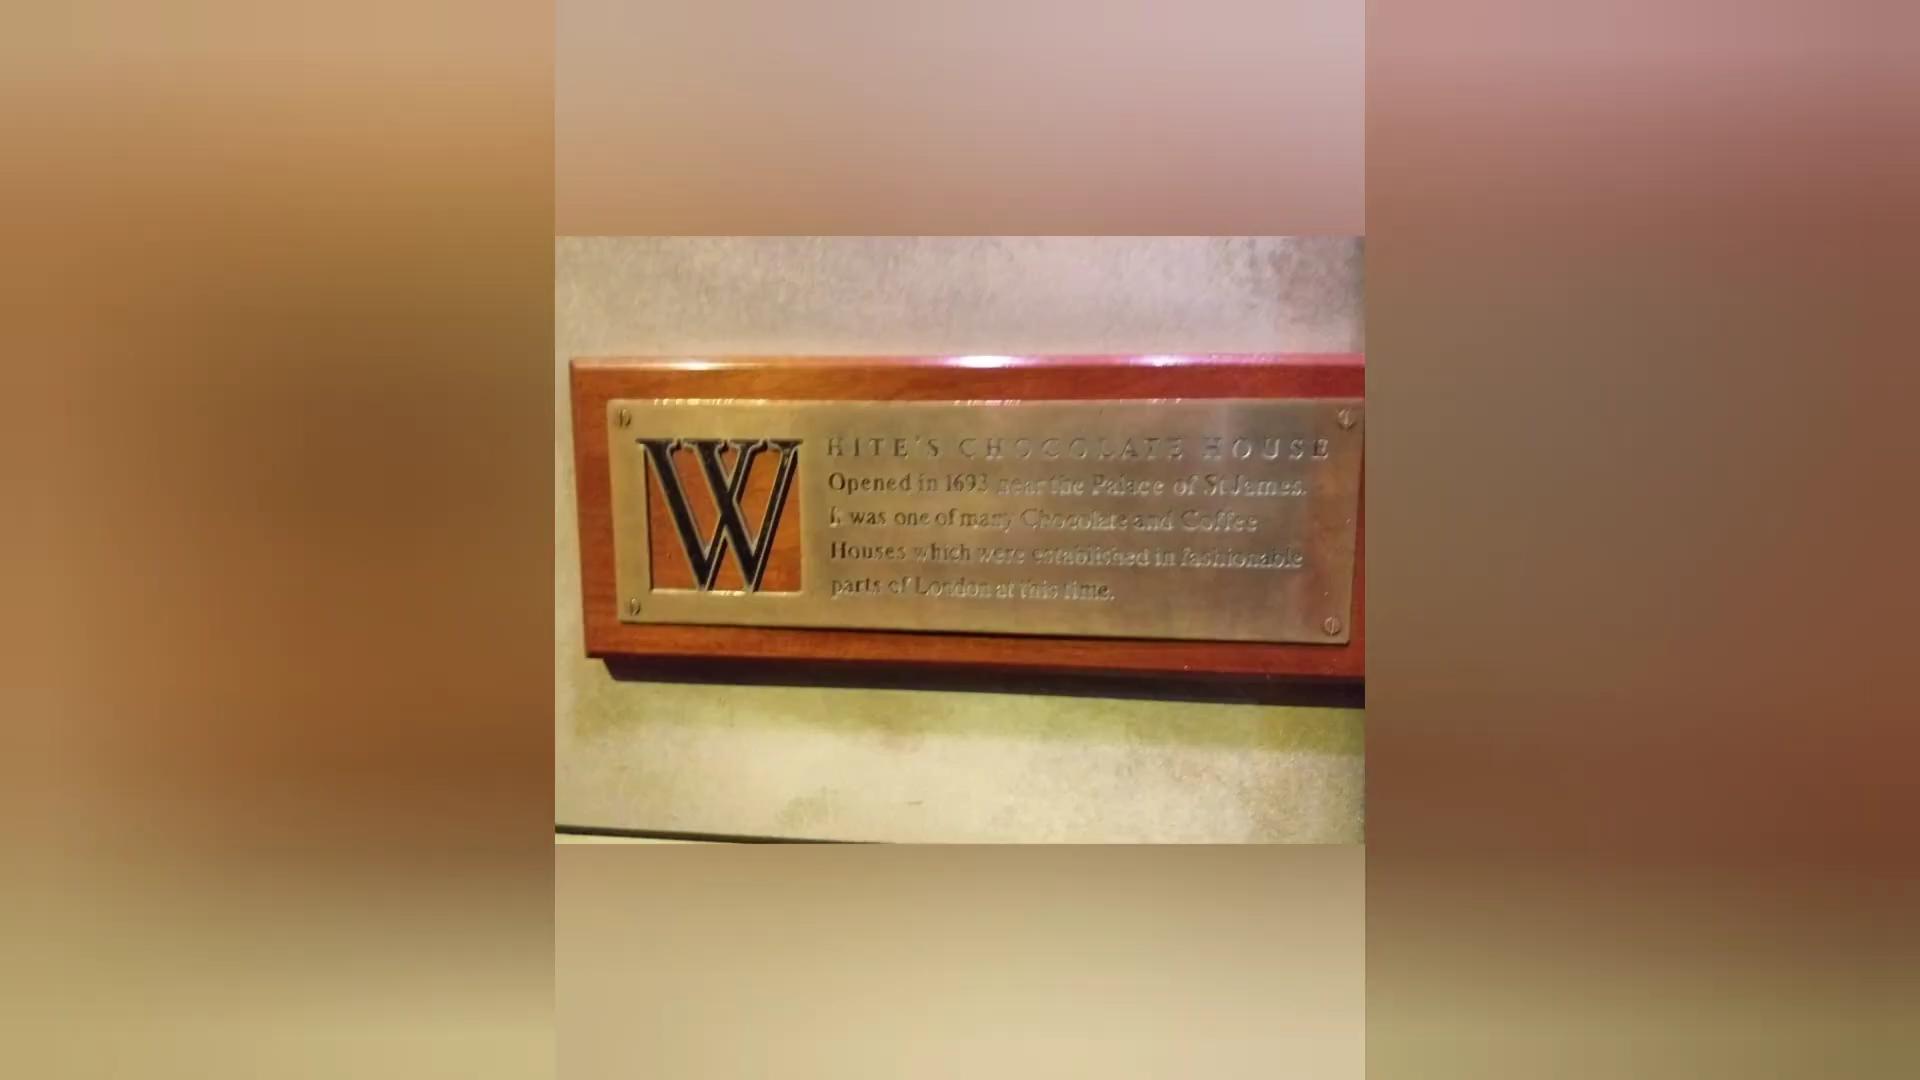 WHITE'S CHOCOLATE HOUSE
Opened in 1693 near the Palace of St James.
It was one of many Chocolate and Coffee
Houses which were established in fashionable
parts of London at this time.